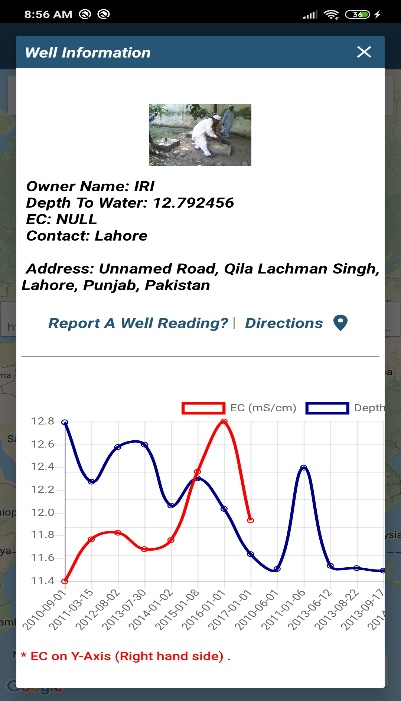 8:56 AM
36
Well Information
Owner Name: IRI
Depth To Water: 12.792456
EC: NULL
Contact: Lahore
Address: Unnamed Road, Qila Lachman Singh,
Lahore, Punjab, Pakistan
Report A Well Reading? | Directions
EC (mS/cm) Depth
12.8
12.6
12.4
12.2
12.0
11.8
11.6
11.4
2010-09-01
2011-03-15
2012-08-02
2013-07-30
2014-01-02
2015-01-08
2016-01-01
2017-01-01
2010-06-01
2011-01-06
2013-06-12
2013-08-22
2013-09-17
* EC on Y-Axis (Right hand side) .
Google